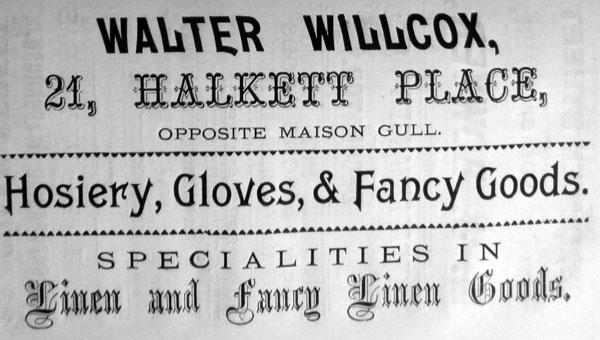 WALTER WILLCOX,
21, HALKETT PLACE,
OPPOSITE MAISON GULL.
Hosiery, Gloves, & Fancy Goods.
SPECIALITIES IN
Linen and Fancy Linen Goods.